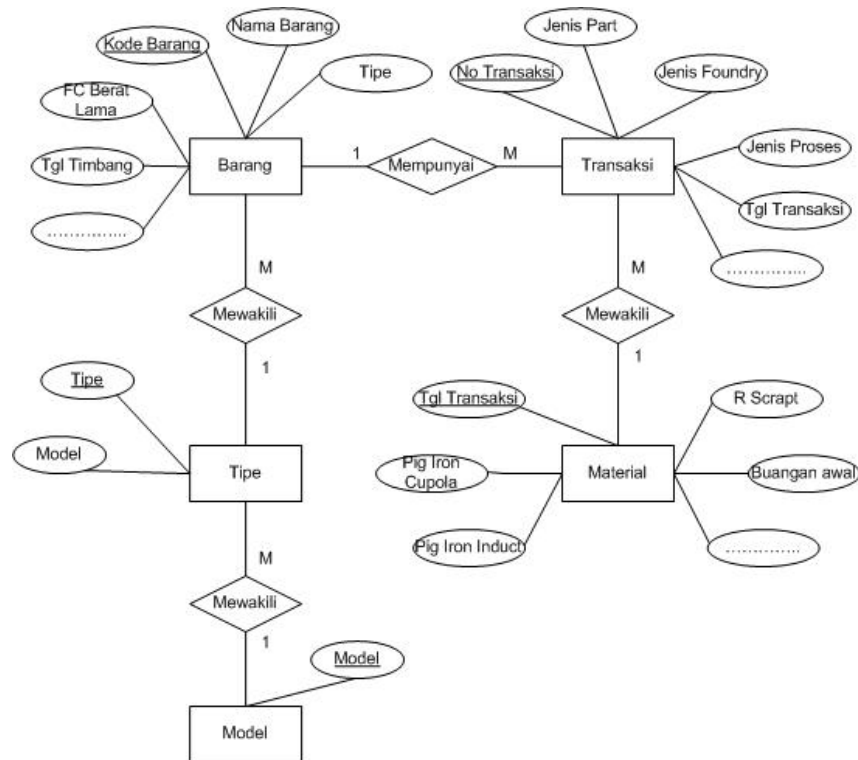 Nama Barang
Jenis Part
Kode Barang
Tipe
No Transaksi
Jenis Foundry
FC Berat
Lama
Barang
1
Mempunyai
M
Transaksi
Jenis Proses
Tgl Timbang
Tgl Transaksi
...............
...............
M
M
Mewakili
Mewakili
1
1
Tipe
Tgl Transaksi
R Scrapt
Model
Tipe
Pig Iron
Cupola
Material
Buangan awal
Pig Iron Induct
..............
M
Mewakili
1
Model
Model